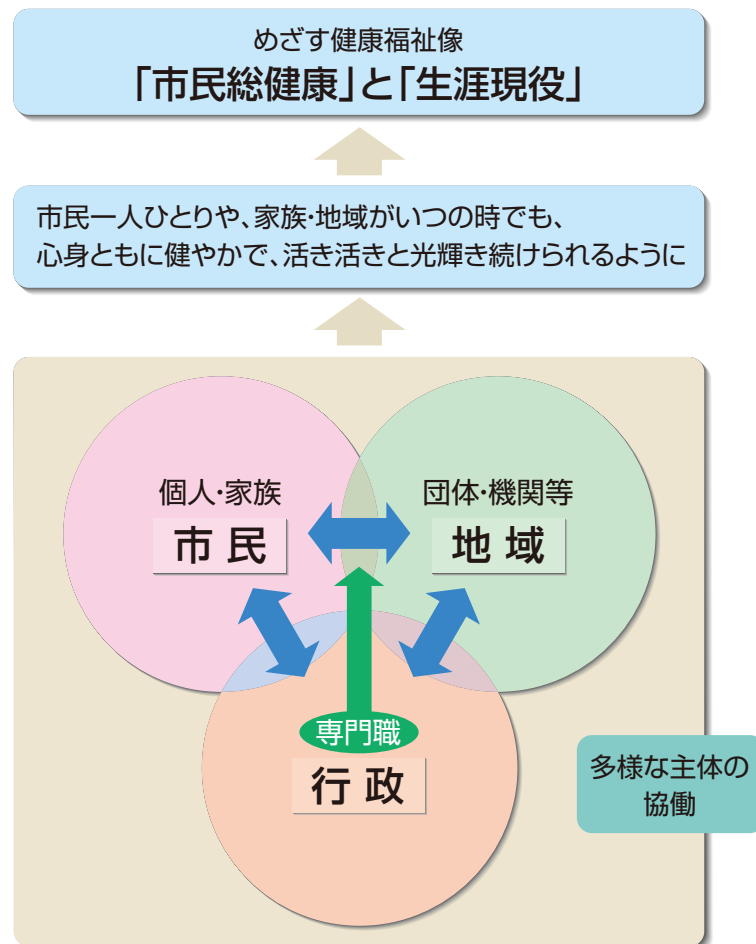 めざす健康福祉像
「市民総健康」と「生涯現役」
市民一人ひとりや、家族・地域がいつの時でも、
心身ともに健やかで、活き活きと光輝き続けられるように
個人・家族
市民
団体・機関等
地域
専門職
行政
多様な主体の
協働